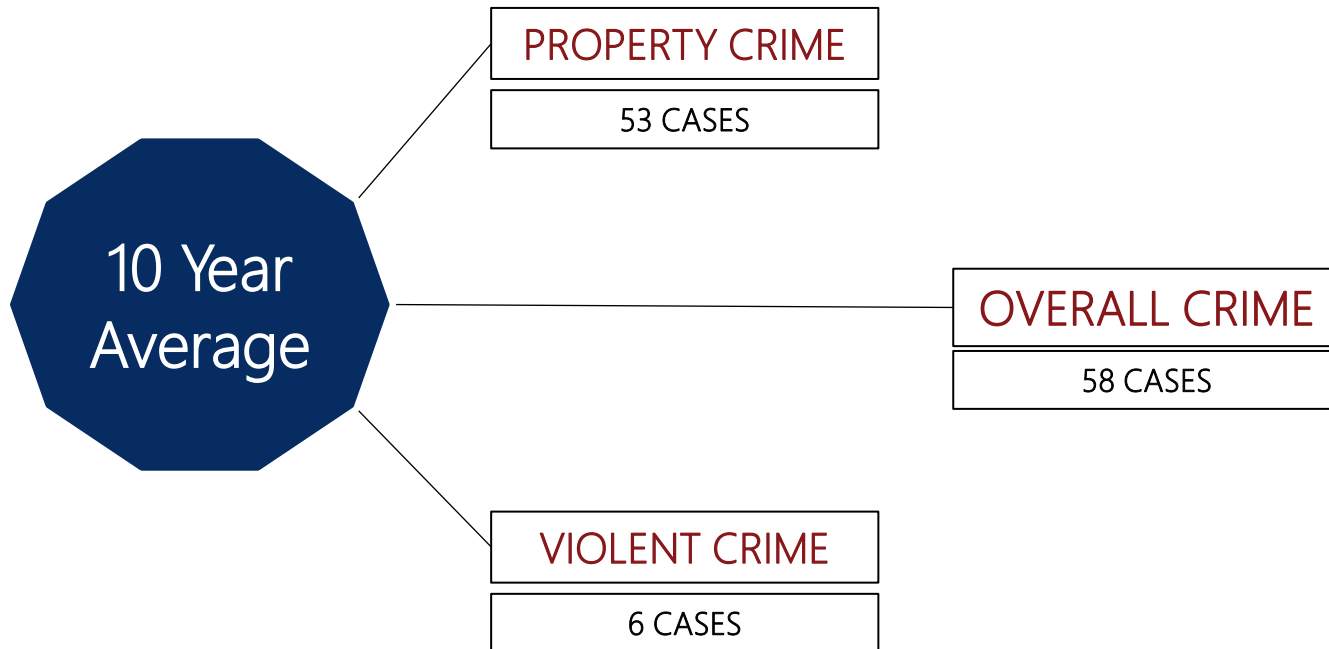 PROPERTY CRIME
53 CASES
10 Year
Average
OVERALL CRIME
58 CASES
VIOLENT CRIME
6 CASES